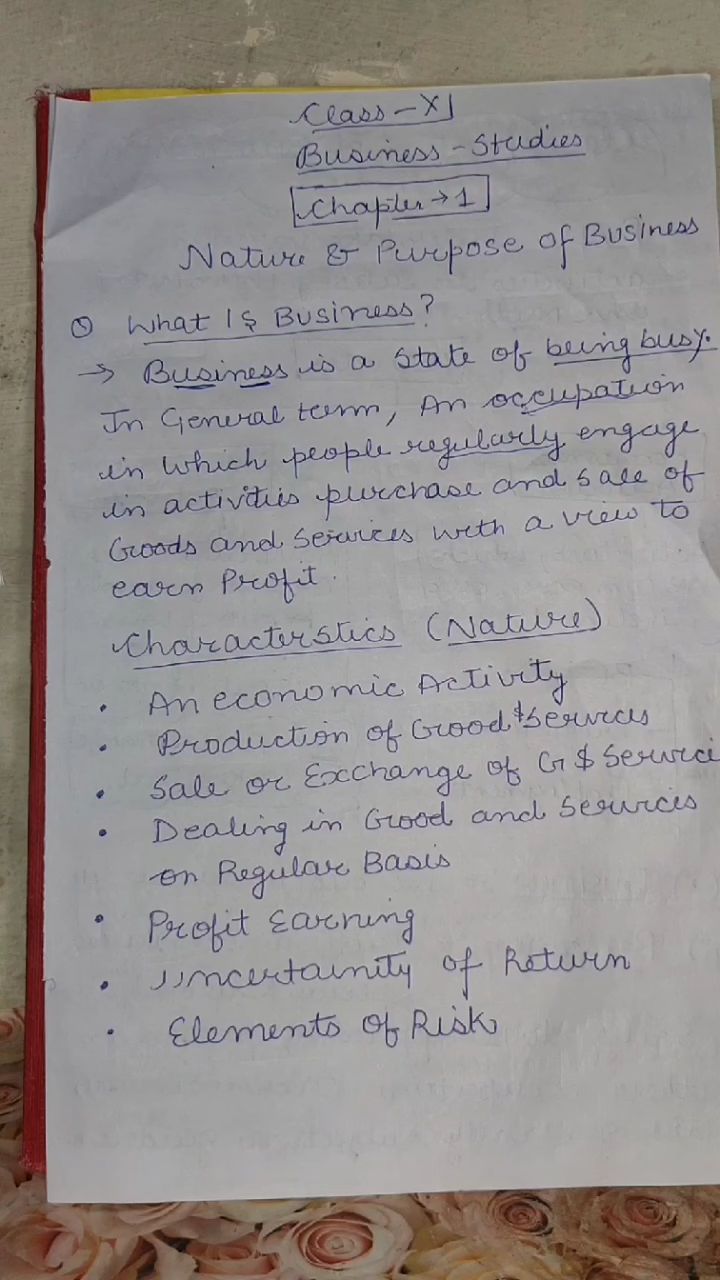 Class - XI
Business - Studies
Chapter → 1
Nature & Purpose of Business
What Is Business?
→ Business is a State of being busy.
In General term, An occupation
in which people regularly engage
in activities purchase and sale of
Goods and Services with a view to
earn Profit.
Characterstics (Nature)
• An economic Activity
• Production of Good & Services
• Sale or Exchange of G & Servici
• Dealing in Good and Services
on Regular Basis
• Profit Earning
• Uncertainity of Return
• Elements of Risk